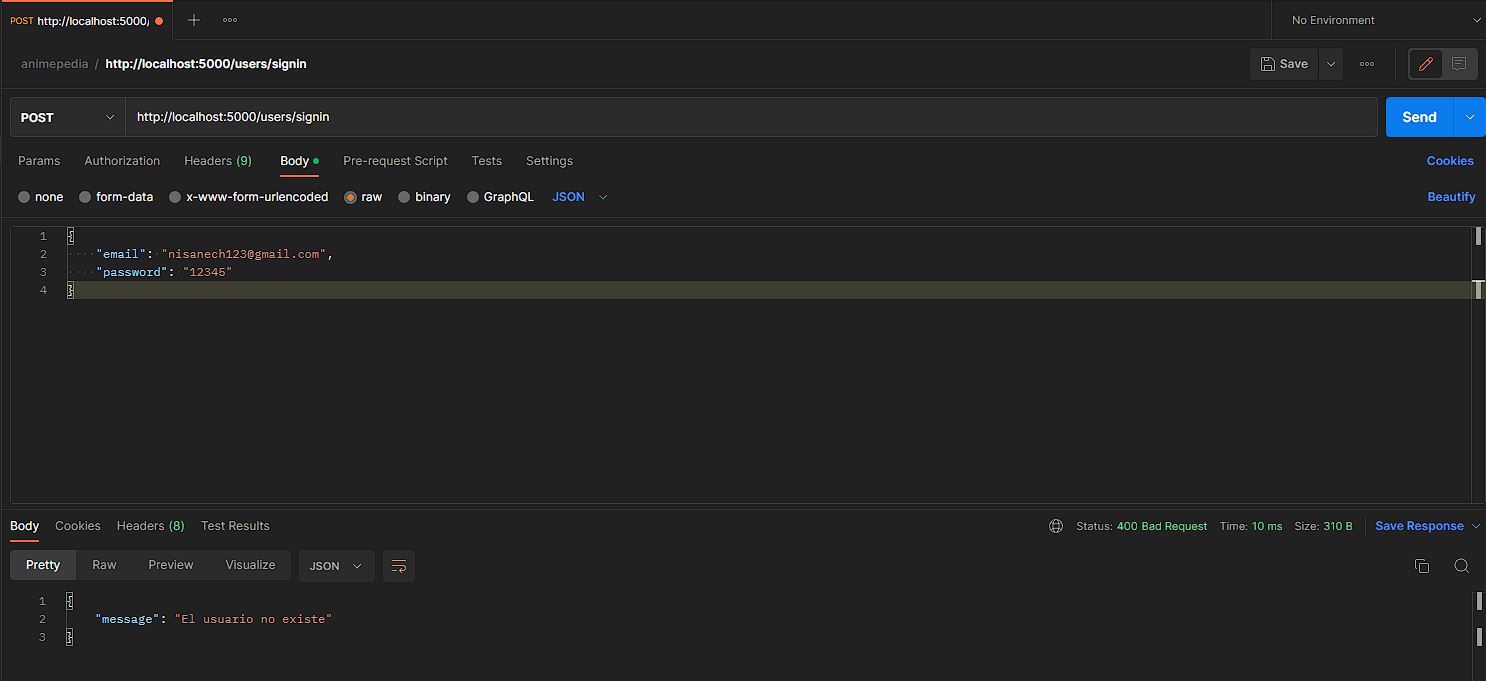 POST http://localhost:5000/
No Environment
animepedia / http://localhost:5000/users/signin
Save
POST http://localhost:5000/users/signin
Send
Params Authorization Headers (9) Body Pre-request Script Tests Settings Cookies
none form-data x-www-form-urlencoded raw binary GraphQL JSON Beautify
1 {
2 "email": "nisanech123@gmail.com",
3 "password": "12345"
4 }
Body Cookies Headers (8) Test Results Status: 400 Bad Request Time: 10 ms Size: 310 B Save Response
Pretty Raw Preview Visualize JSON
1 {
2 "message": "El usuario no existe"
3 }